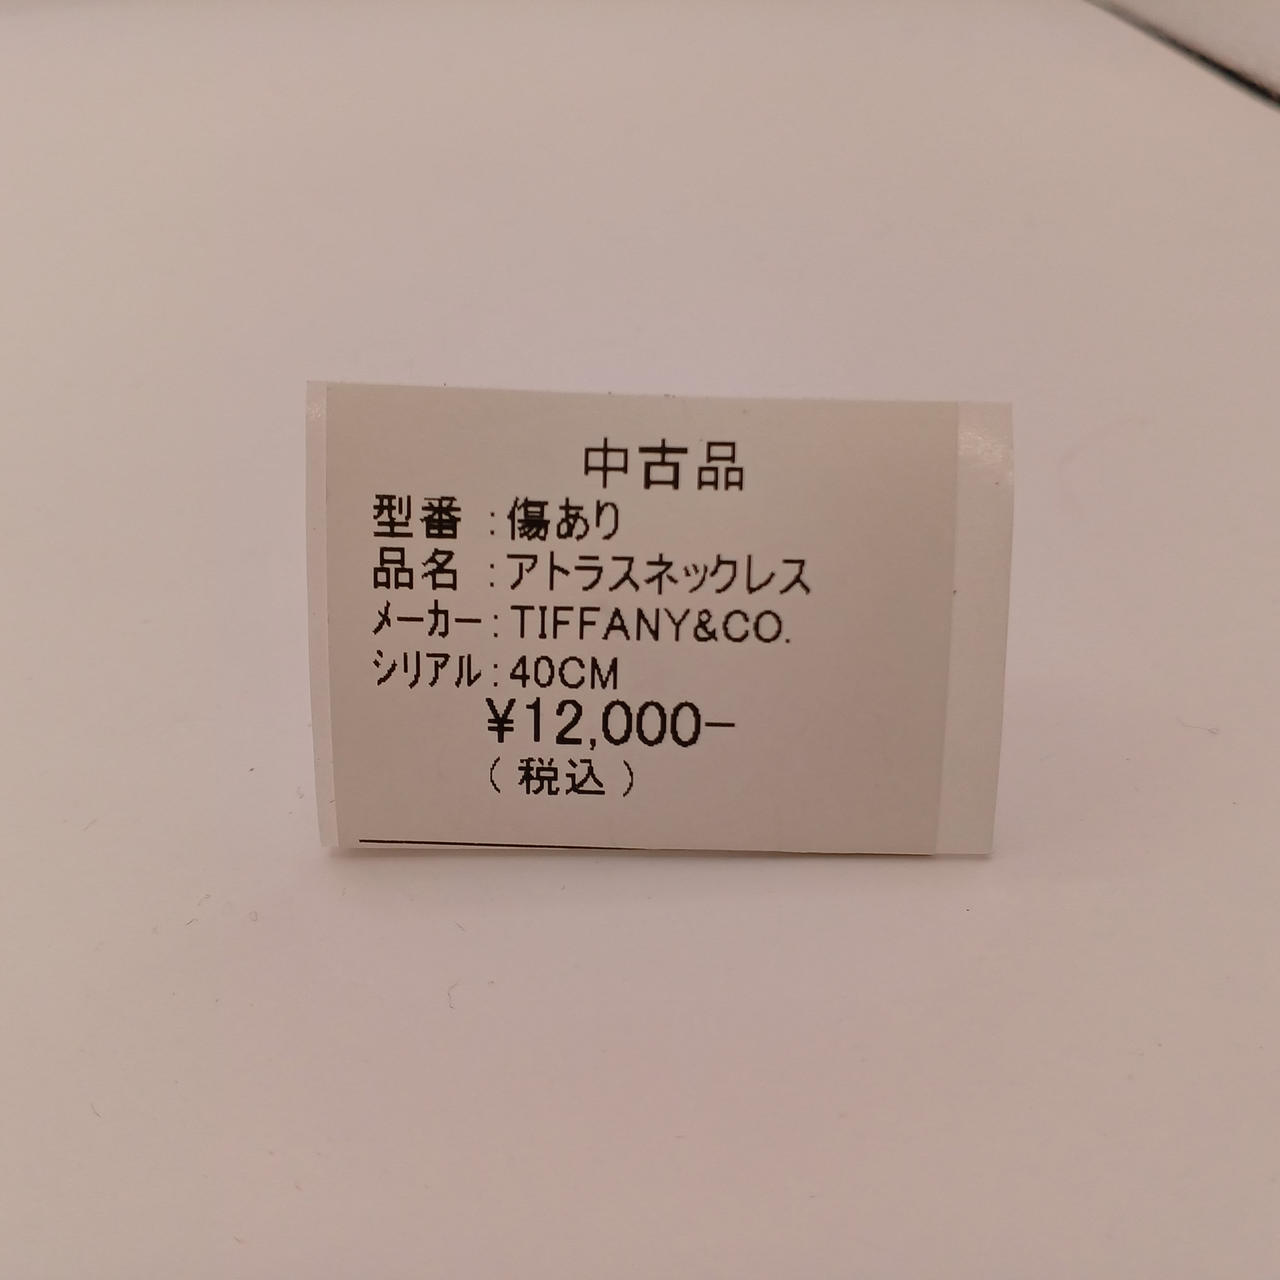 中古品
型番 : 傷あり
品名 : アトラスネックレス
メーカー : TIFFANY&CO.
シリアル : 40CM
¥12,000-
( 税込 )